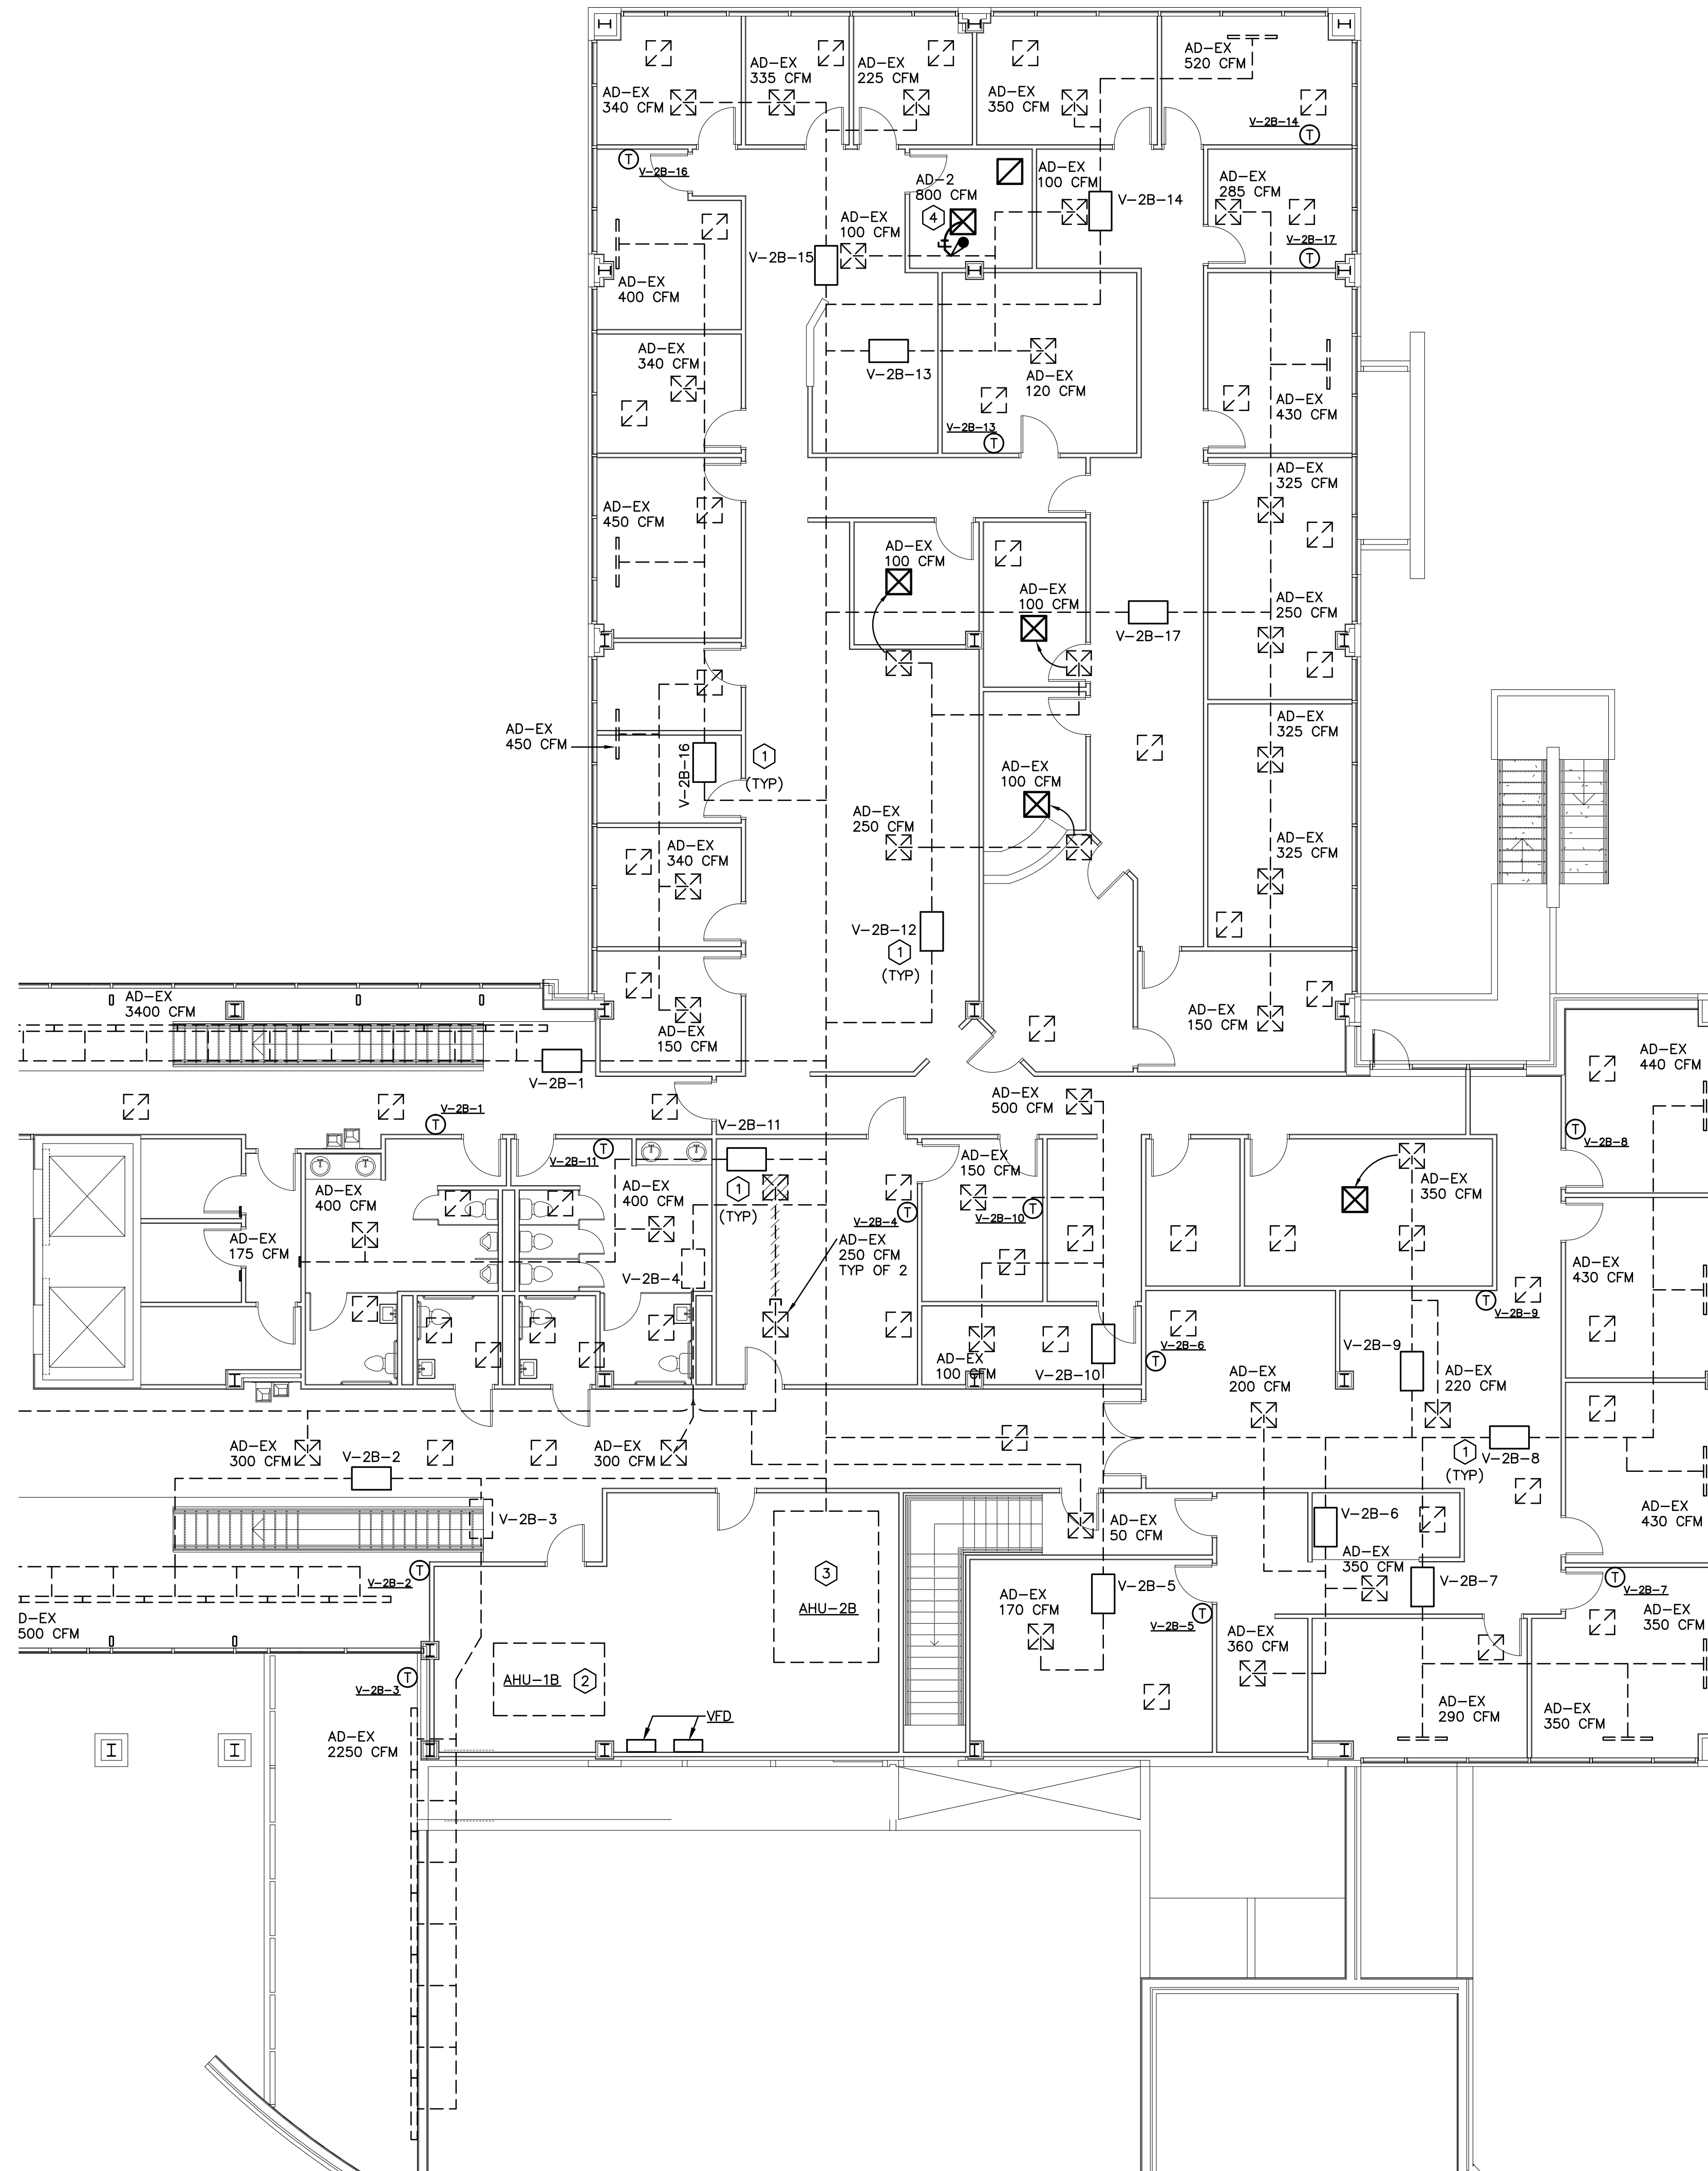 AD-EX
340 CFM
AD-EX
335 CFM
AD-EX
225 CFM
AD-EX
350 CFM
AD-EX
520 CFM
V-2B-14
T
T
V-2B-16
AD-2
800 CFM
4
AD-EX
100 CFM
AD-EX
100 CFM
V-2B-14
AD-EX
285 CFM
V-2B-17
T
V-2B-15
AD-EX
400 CFM
AD-EX
340 CFM
V-2B-13
AD-EX
120 CFM
V-2B-13
T
AD-EX
430 CFM
AD-EX
450 CFM
AD-EX
325 CFM
AD-EX
100 CFM
AD-EX
100 CFM
AD-EX
250 CFM
V-2B-17
AD-EX
450 CFM
V-2B-16
1
(TYP)
AD-EX
325 CFM
AD-EX
100 CFM
AD-EX
250 CFM
AD-EX
340 CFM
AD-EX
325 CFM
V-2B-12
1
(TYP)
AD-EX
3400 CFM
AD-EX
150 CFM
AD-EX
150 CFM
V-2B-1
AD-EX
440 CFM
V-2B-1
T
AD-EX
500 CFM
V-2B-11
T
V-2B-8
V-2B-11
T
AD-EX
400 CFM
AD-EX
400 CFM
1
(TYP)
AD-EX
150 CFM
V-2B-4
T
V-2B-10
T
AD-EX
350 CFM
AD-EX
175 CFM
V-2B-4
AD-EX
250 CFM
TYP OF 2
AD-EX
430 CFM
T
V-2B-9
V-2B-6
T
AD-EX
100 CFM
V-2B-10
V-2B-9
AD-EX
200 CFM
AD-EX
220 CFM
AD-EX
300 CFM
V-2B-2
AD-EX
300 CFM
1
(TYP)
V-2B-8
V-2B-3
AD-EX
50 CFM
V-2B-6
AD-EX
430 CFM
AD-EX
350 CFM
V-2B-2
T
3
AHU-2B
V-2B-5
V-2B-7
T
V-2B-7
D-EX
500 CFM
AD-EX
170 CFM
T
V-2B-5
AD-EX
360 CFM
AD-EX
350 CFM
T
V-2B-3
AHU-1B
2
VFD
AD-EX
2250 CFM
AD-EX
290 CFM
AD-EX
350 CFM